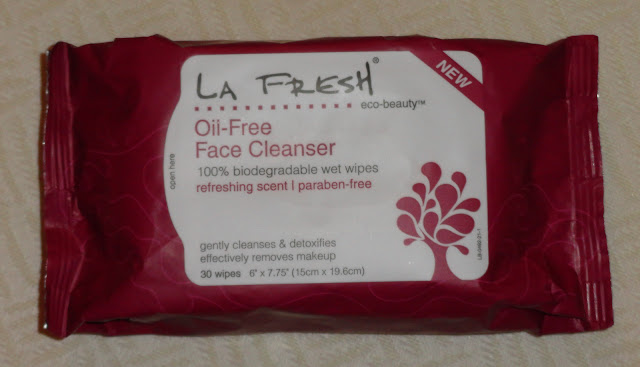 LA FRESH®
eco-beauty™
NEW
Oil-Free
Face Cleanser
100% biodegradable wet wipes
refreshing scent | paraben-free
open here
gently cleanses & detoxifies
effectively removes makeup
30 wipes 6" x 7.75" (15cm x 19.6cm)